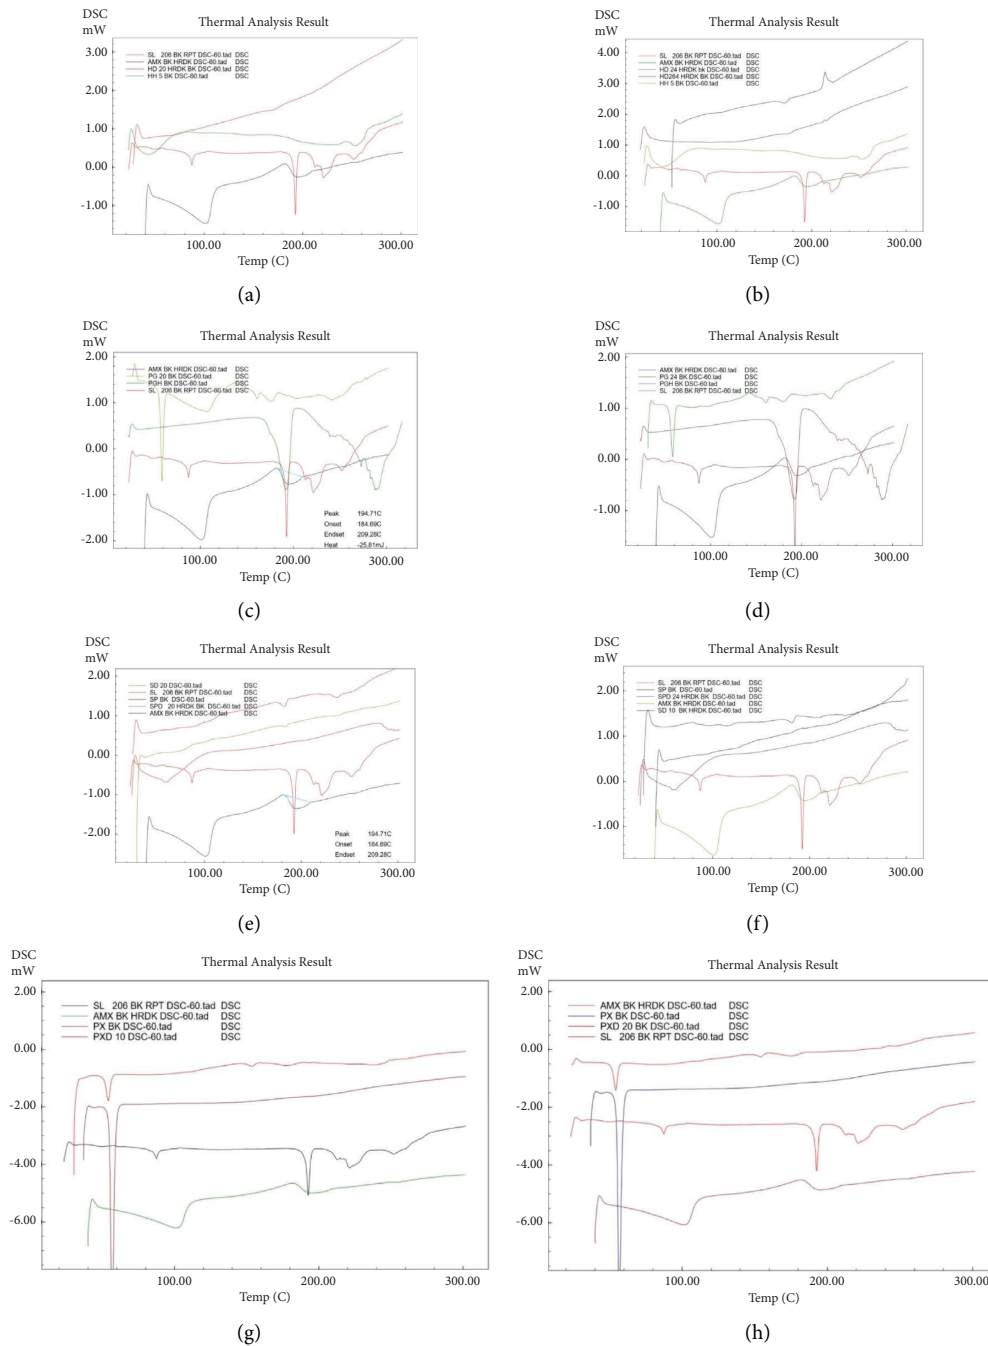 DSC
mW
Thermal Analysis Result
SL 206 BK RPT DSC-60.tad DSC
AMX BK HRDK DSC-60.tad DSC
HD 20 HRDK BK DSC-60.tad DSC
HH 5 BK DSC-60.tad DSC
3.00
2.00
1.00
0.00
-1.00
100.00 200.00 300.00
Temp (C)
(a)
DSC
mW
Thermal Analysis Result
SL 206 BK RPT DSC-60.tad DSC
AMX BK HRDK DSC-60.tad DSC
HD 24 HRDK bk DSC-60.tad DSC
HD264 HRDK BK DSC-60.tad DSC
HH 5 BK DSC-60.tad DSC
4.00
3.00
2.00
1.00
0.00
-1.00
100.00 200.00 300.00
Temp (C)
(b)
DSC
mW
Thermal Analysis Result
AMX BK HRDK DSC-60.tad DSC
PG 20 BK DSC-60.tad DSC
PGH BK DSC-60.tad DSC
SL 206 BK RPT DSC-60.tad DSC
2.00
1.00
0.00
-1.00
-2.00
Peak 194.71C
Onset 184.69C
Endset 209.28C
Heat -25.81mJ
100.00 200.00 300.00
Temp (C)
(c)
DSC
mW
Thermal Analysis Result
AMX BK HRDK DSC-60.tad DSC
PG 24 BK DSC-60.tad DSC
PGH BK DSC-60.tad DSC
SL 206 BK RPT DSC-60.tad DSC
2.00
1.00
0.00
-1.00
100.00 200.00 300.00
Temp (C)
(d)
DSC
mW
Thermal Analysis Result
SD 20 DSC-60.tad DSC
SL 206 BK RPT DSC-60.tad DSC
SP BK DSC-60.tad DSC
SPD 20 HRDK BK DSC-60.tad DSC
AMX BK HRDK DSC-60.tad DSC
2.00
1.00
0.00
-1.00
-2.00
Peak 194.71C
Onset 184.69C
Endset 209.28C
100.00 200.00 300.00
Temp (C)
(e)
DSC
mW
Thermal Analysis Result
SL 206 BK RPT DSC-60.tad DSC
SP BK DSC-60.tad DSC
SPD 24 HRDK BK DSC-60.tad DSC
AMX BK HRDK DSC-60.tad DSC
SD 10 BK HRDK DSC-60.tad DSC
2.00
1.00
0.00
-1.00
100.00 200.00 300.00
Temp (C)
(f)
DSC
mW
Thermal Analysis Result
SL 206 BK RPT DSC-60.tad DSC
AMX BK HRDK DSC-60.tad DSC
PX BK DSC-60.tad DSC
PXD 10 DSC-60.tad DSC
2.00
0.00
-2.00
-4.00
-6.00
100.00 200.00 300.00
Temp (C)
(g)
DSC
mW
Thermal Analysis Result
AMX BK HRDK DSC-60.tad DSC
PX BK DSC-60.tad DSC
PXD 20 BK DSC-60.tad DSC
SL 206 BK RPT DSC-60.tad DSC
2.00
0.00
-2.00
-4.00
-6.00
100.00 200.00 300.00
Temp (C)
(h)